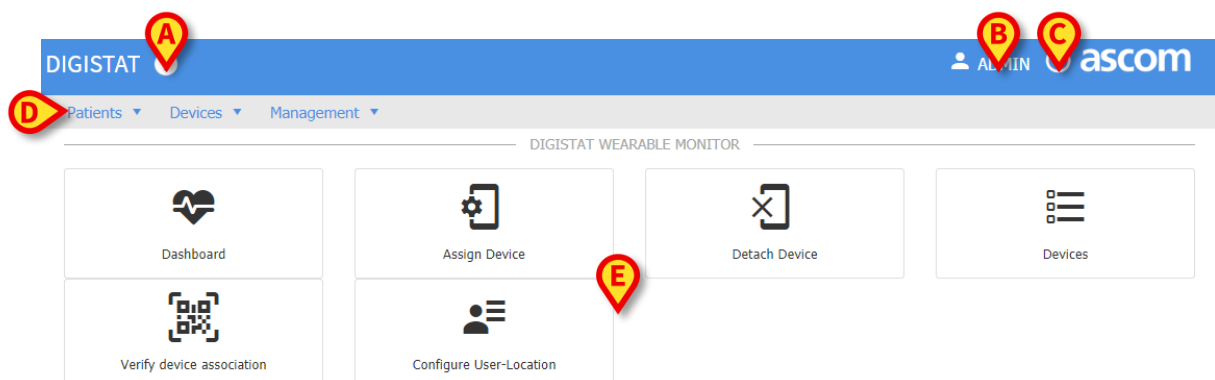 A
B
C
DIGISTAT
ADMIN
ascom
D
Patients Devices Management
DIGISTAT WEARABLE MONITOR
Dashboard
Assign Device
Detach Device
Devices
E
Verify device association
Configure User-Location